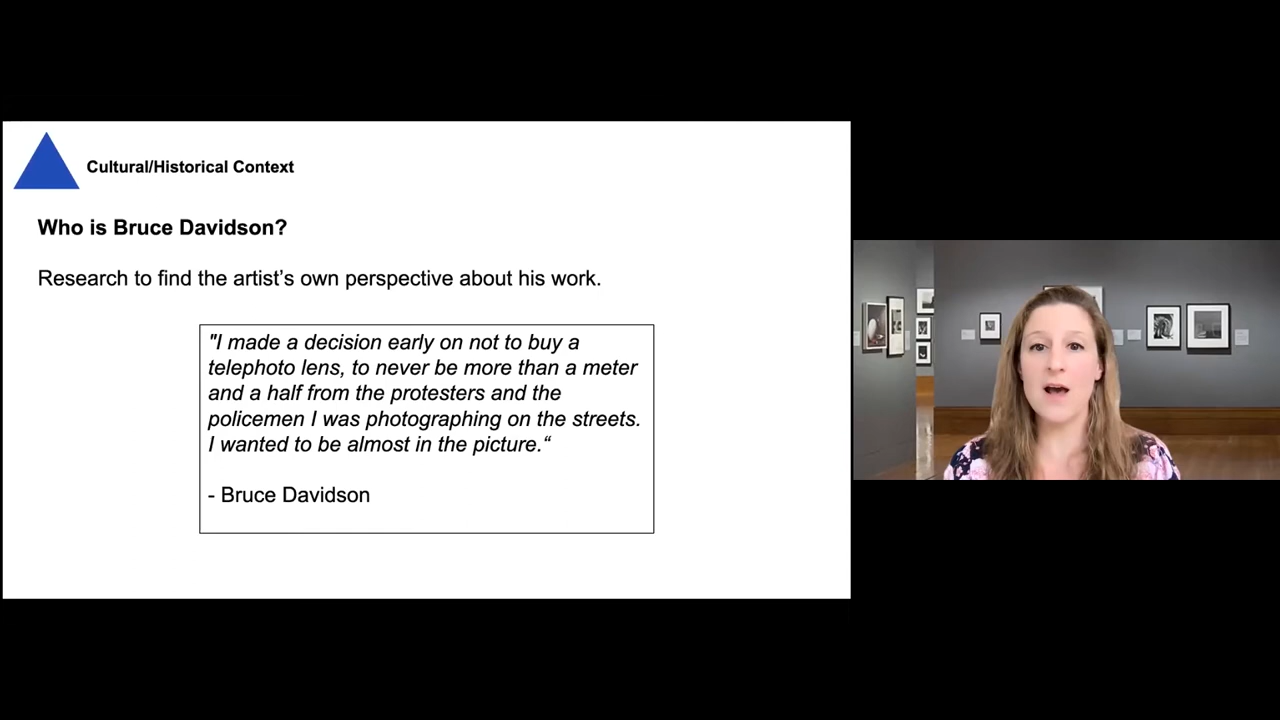 Cultural/Historical Context
Who is Bruce Davidson?
Research to find the artist’s own perspective about his work.
"I made a decision early on not to buy a
telephoto lens, to never be more than a meter
and a half from the protesters and the
policemen I was photographing on the streets.
I wanted to be almost in the picture.“
- Bruce Davidson